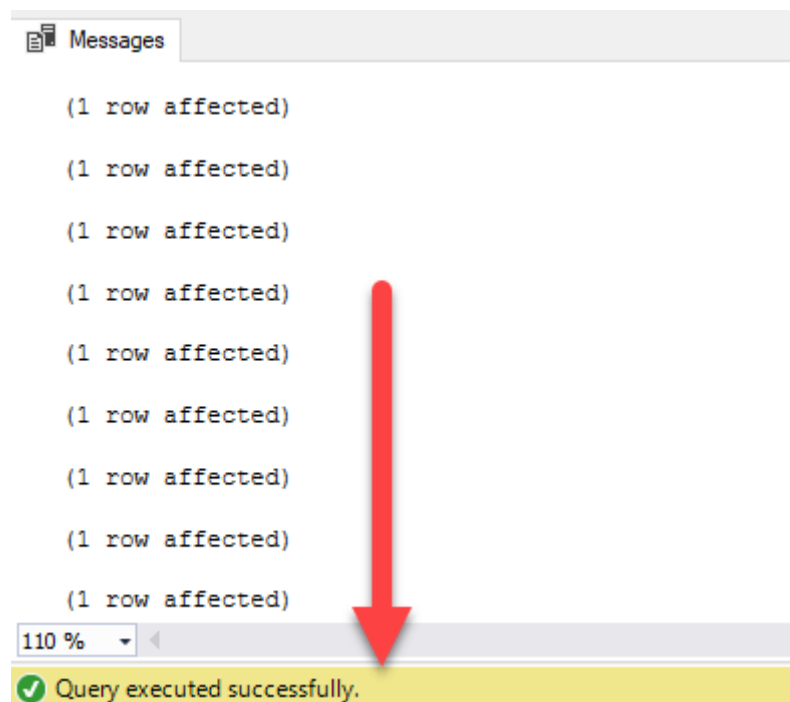 Messages
(1 row affected)
(1 row affected)
(1 row affected)
(1 row affected)
(1 row affected)
(1 row affected)
(1 row affected)
(1 row affected)
(1 row affected)
110 %
Query executed successfully.